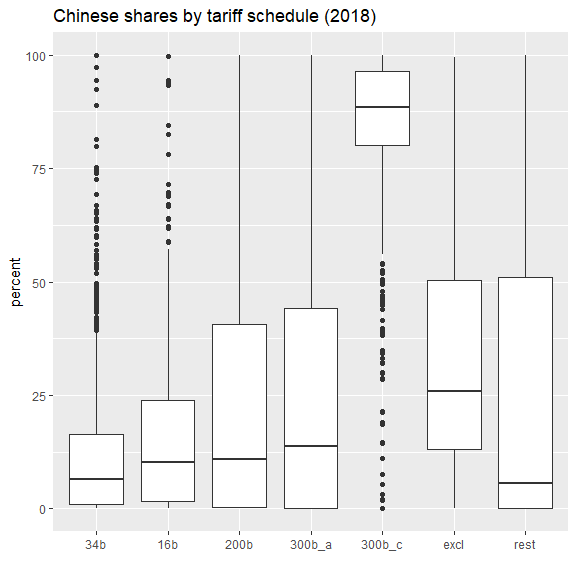 Chinese shares by tariff schedule (2018)
100
75
50
25
0
percent
34b 16b 200b 300b_a 300b_c excl rest